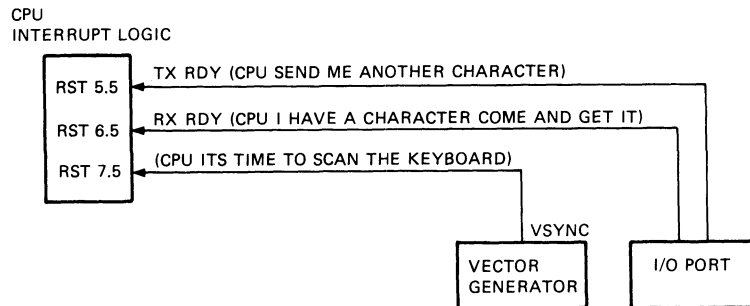 CPU
INTERRUPT LOGIC
RST 5.5
TX RDY (CPU SEND ME ANOTHER CHARACTER)
RST 6.5
RX RDY (CPU I HAVE A CHARACTER COME AND GET IT)
RST 7.5
(CPU ITS TIME TO SCAN THE KEYBOARD)
VSYNC
VECTOR
GENERATOR
I/O PORT